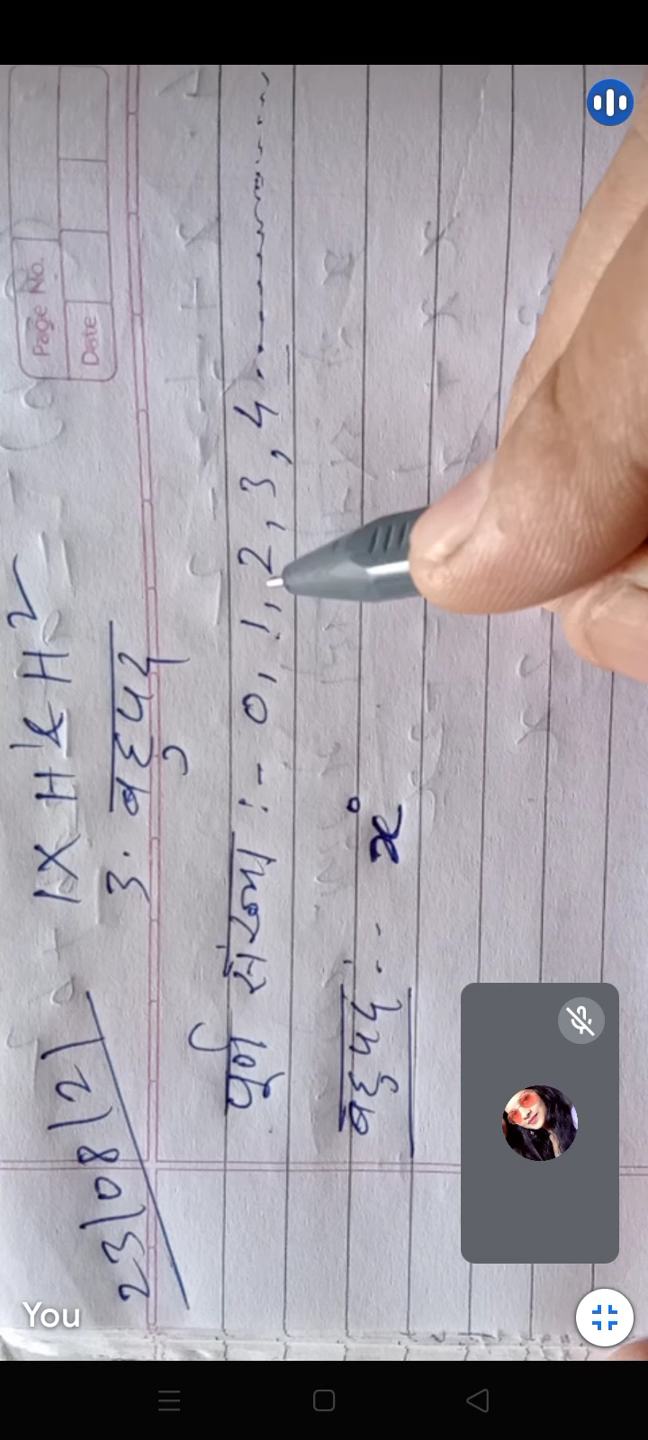 23/08/21
IX H¹ & H²
3. बहुपद
Page No.
Date
पूर्ण संख्या :- 0, 1, 2, 3, 4 ..........
बहुपद -
x
You